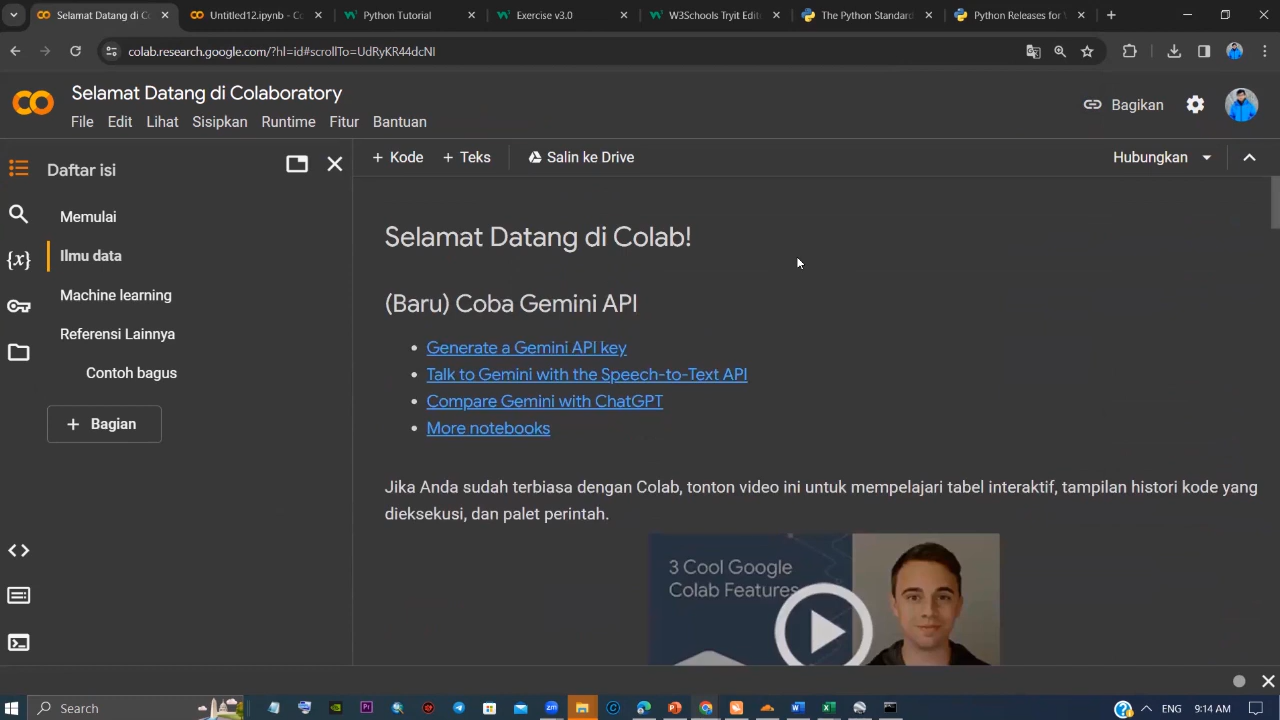 Selamat Datang di Co
Untitled12.ipynb - Co
Python Tutorial
Exercise v3.0
W3Schools Tryit Edit
The Python Standard
Python Releases for W
colab.research.google.com/?hl=id#scrollTo=UdRyKR44dcNI
Selamat Datang di Colaboratory
Bagikan
File Edit Lihat Sisipkan Runtime Fitur Bantuan
Daftar isi
+ Kode + Teks Salin ke Drive
Hubungkan
Memulai
Ilmu data
Machine learning
Referensi Lainnya
Contoh bagus
+ Bagian
{x}
Selamat Datang di Colab!
(Baru) Coba Gemini API
• Generate a Gemini API key
• Talk to Gemini with the Speech-to-Text API
• Compare Gemini with ChatGPT
• More notebooks
Jika Anda sudah terbiasa dengan Colab, tonton video ini untuk mempelajari tabel interaktif, tampilan histori kode yang
dieksekusi, dan palet perintah.
3 Cool Google
Colab Features
Search
ENG 9:14 AM